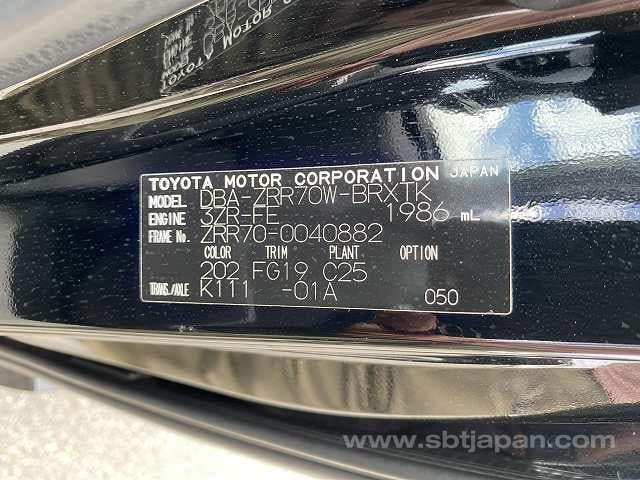 TOYOTA MOTOR CORPORATION JAPAN
MODEL DBA-ZRR70W-BRXTK
ENGINE 3ZR-FE 1986 mL
FRAME No. ZRR70-0040882
COLOR TRIM PLANT OPTION
202 FG19 C25
TRANS./AXLE K111 -01A 050
www.sbtjapan.com